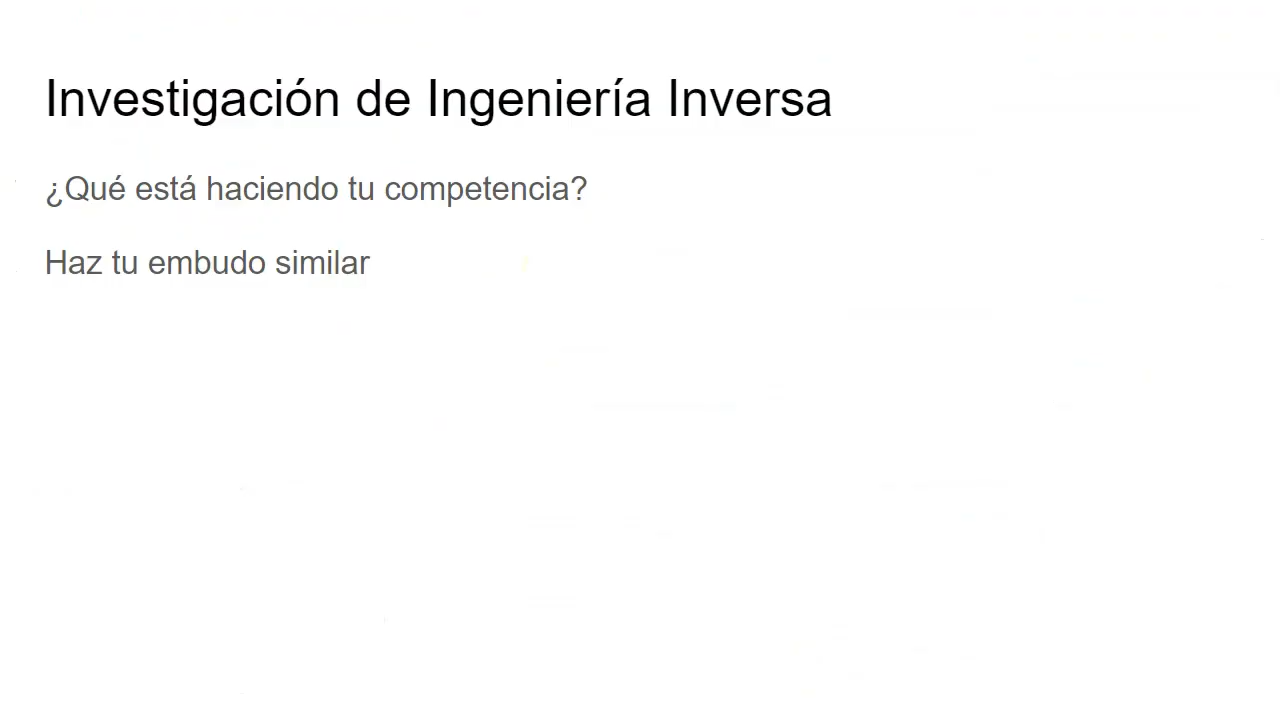 Investigación de Ingeniería Inversa
¿Qué está haciendo tu competencia?
Haz tu embudo similar